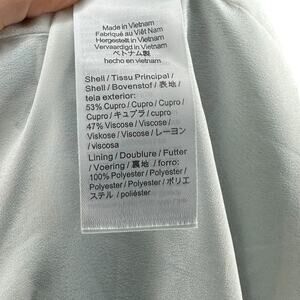 Made in Vietnam
Fabriqué au Viêt Nam
Hergestellt in Vietnam
Vervaardigd in Vietnam
ベトナム製
hecho en vietnam
Shell / Tissu Principal /
Shell / Bovenstof / 表地 /
tela exterior:
53% Cupro / Cupro / Cupro
/ Cupro / キュプラ / cupro
47% Viscose / Viscose /
Viskose / Viscose / レーヨン
/ viscosa
Lining / Doublure / Futter
/ Voering / 裏地 / forro:
100% Polyester / Polyester
/ Polyester / Polyester / ポリエ
ステル / poliéster